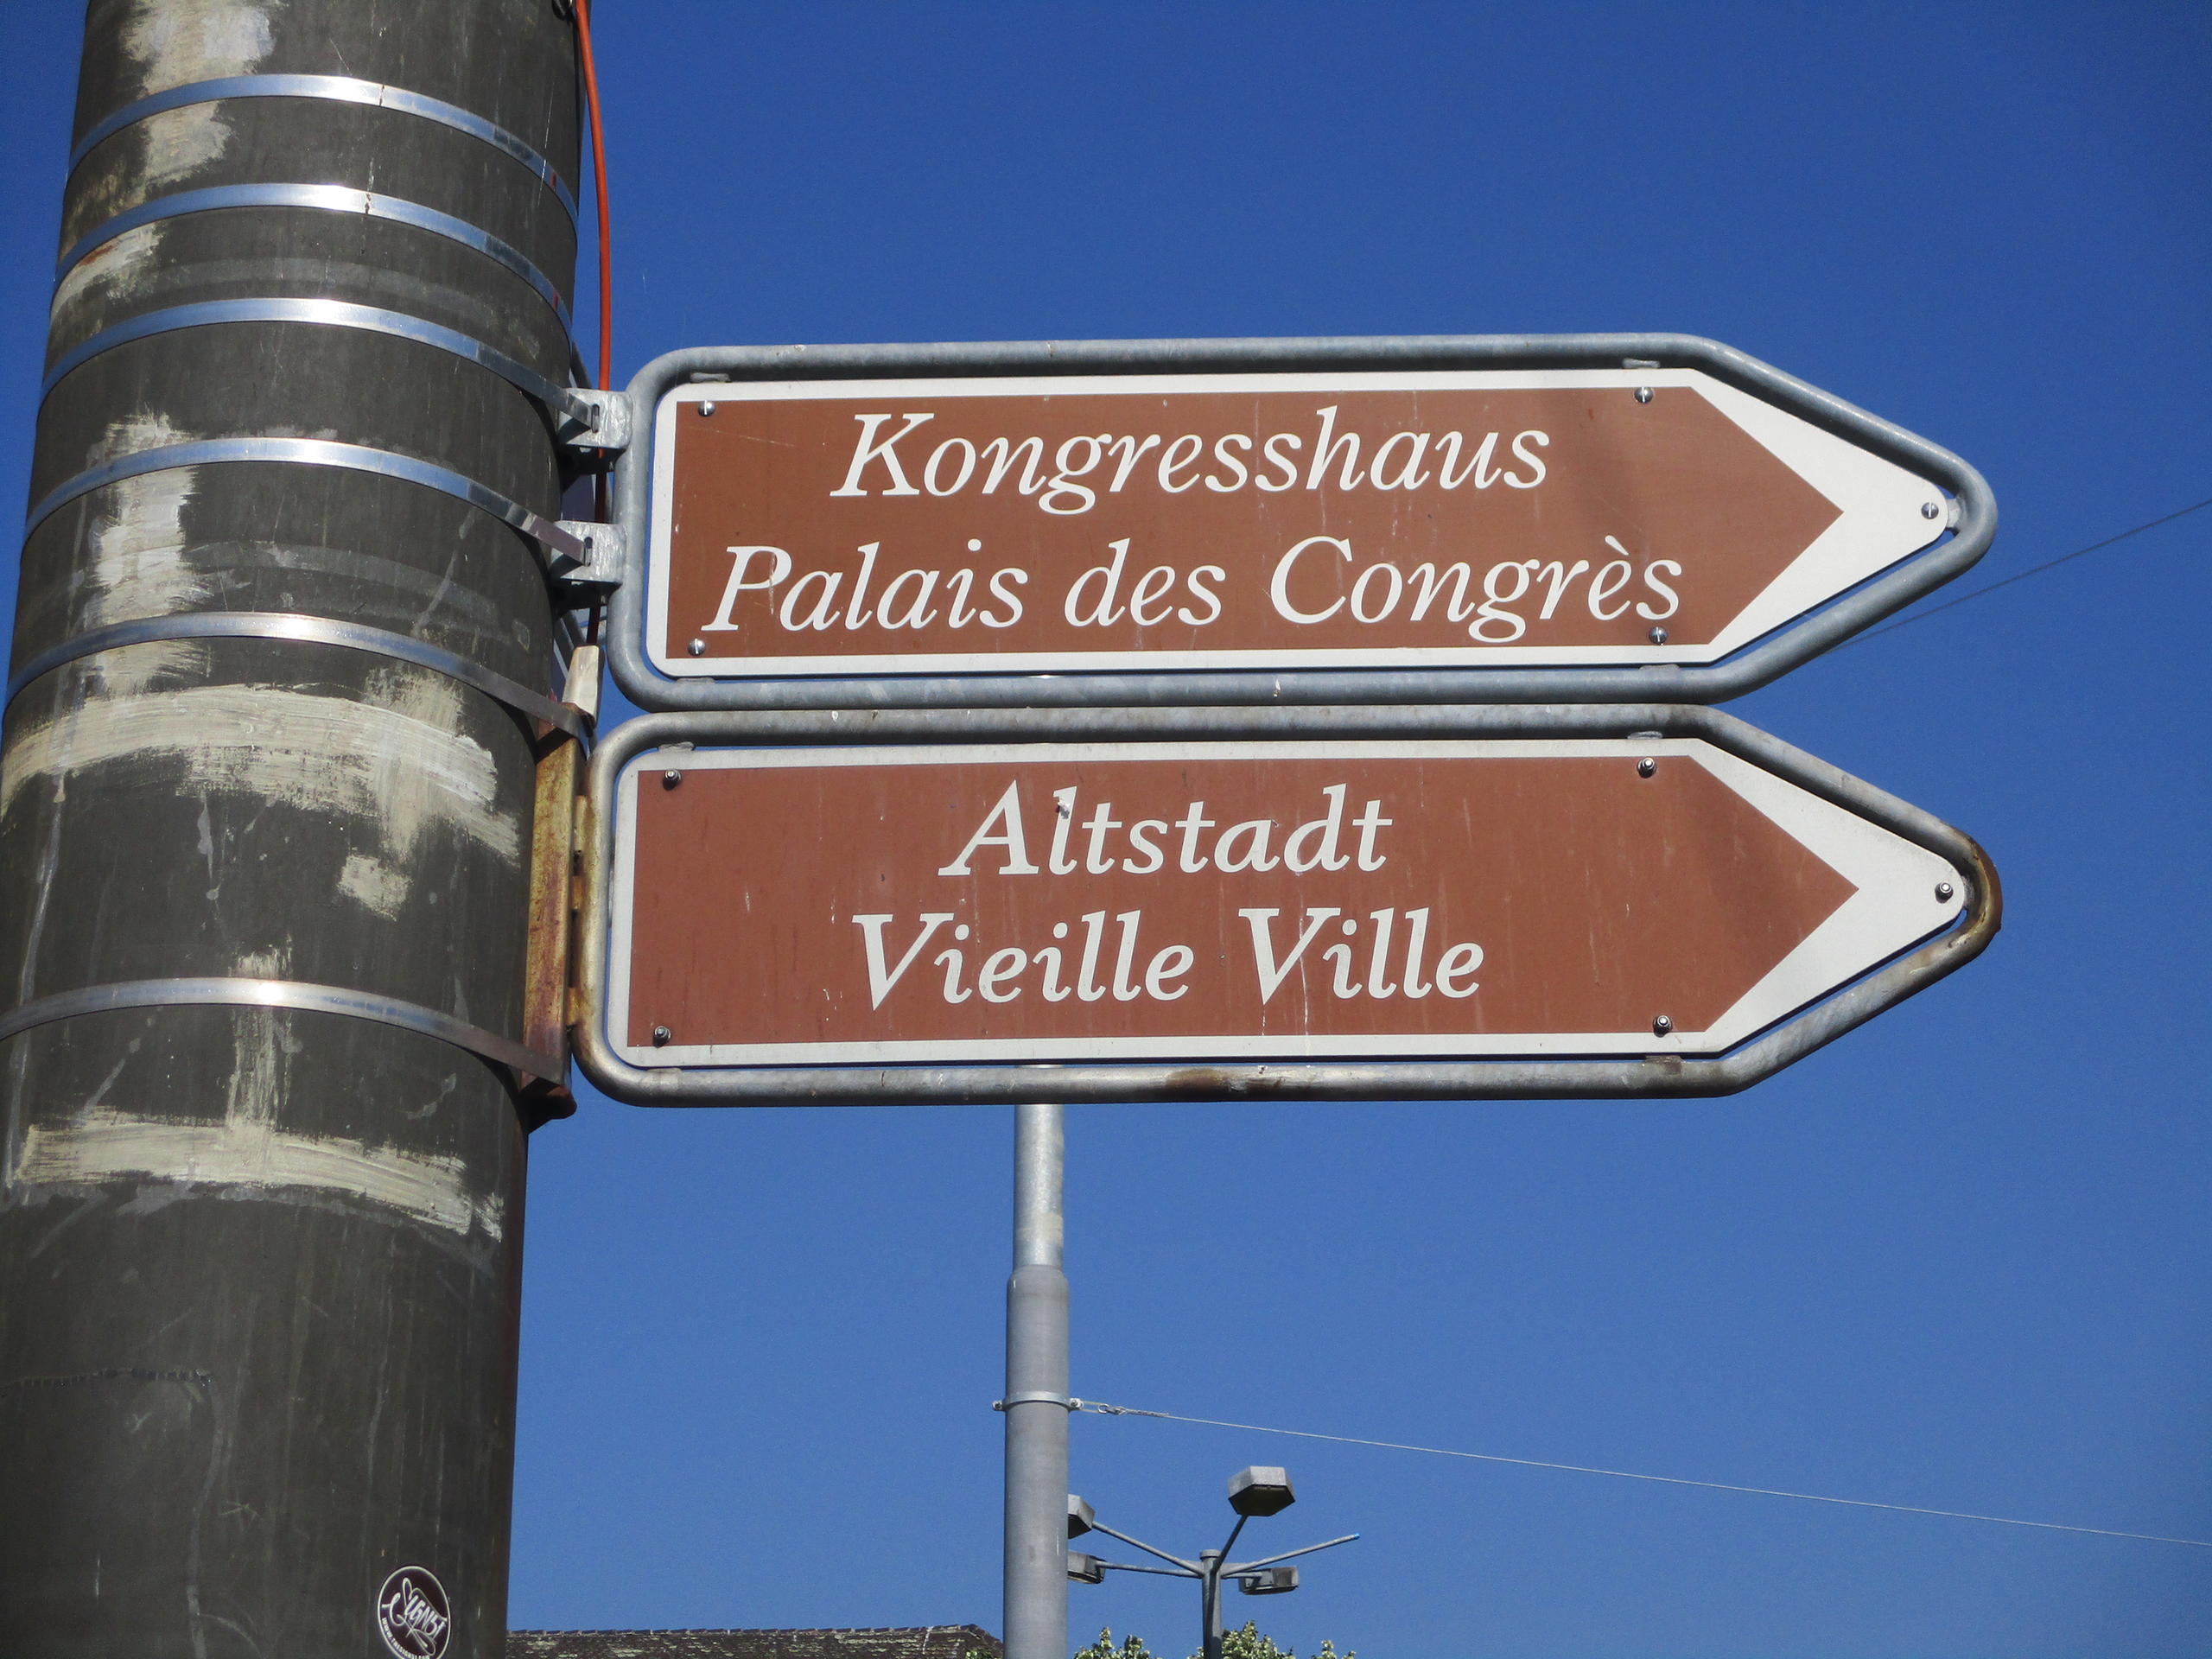 Kongresshaus
Palais des Congrès
Altstadt
Vieille Ville